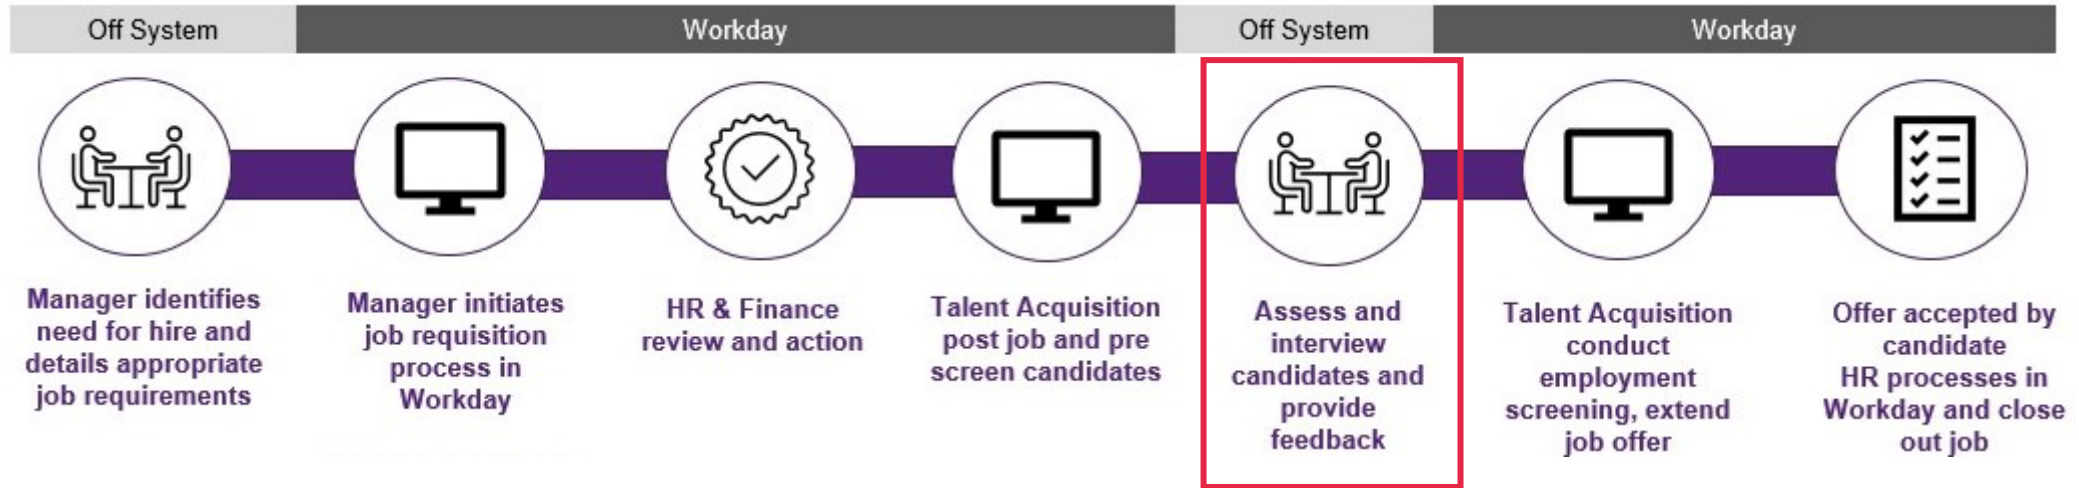 Off System
Workday
Off System
Workday
Manager identifies
need for hire and
details appropriate
job requirements
Manager initiates
job requisition
process in
Workday
HR & Finance
review and action
Talent Acquisition
post job and pre
screen candidates
Assess and
interview
candidates and
provide
feedback
Talent Acquisition
conduct
employment
screening, extend
job offer
Offer accepted by
candidate
HR processes in
Workday and close
out job